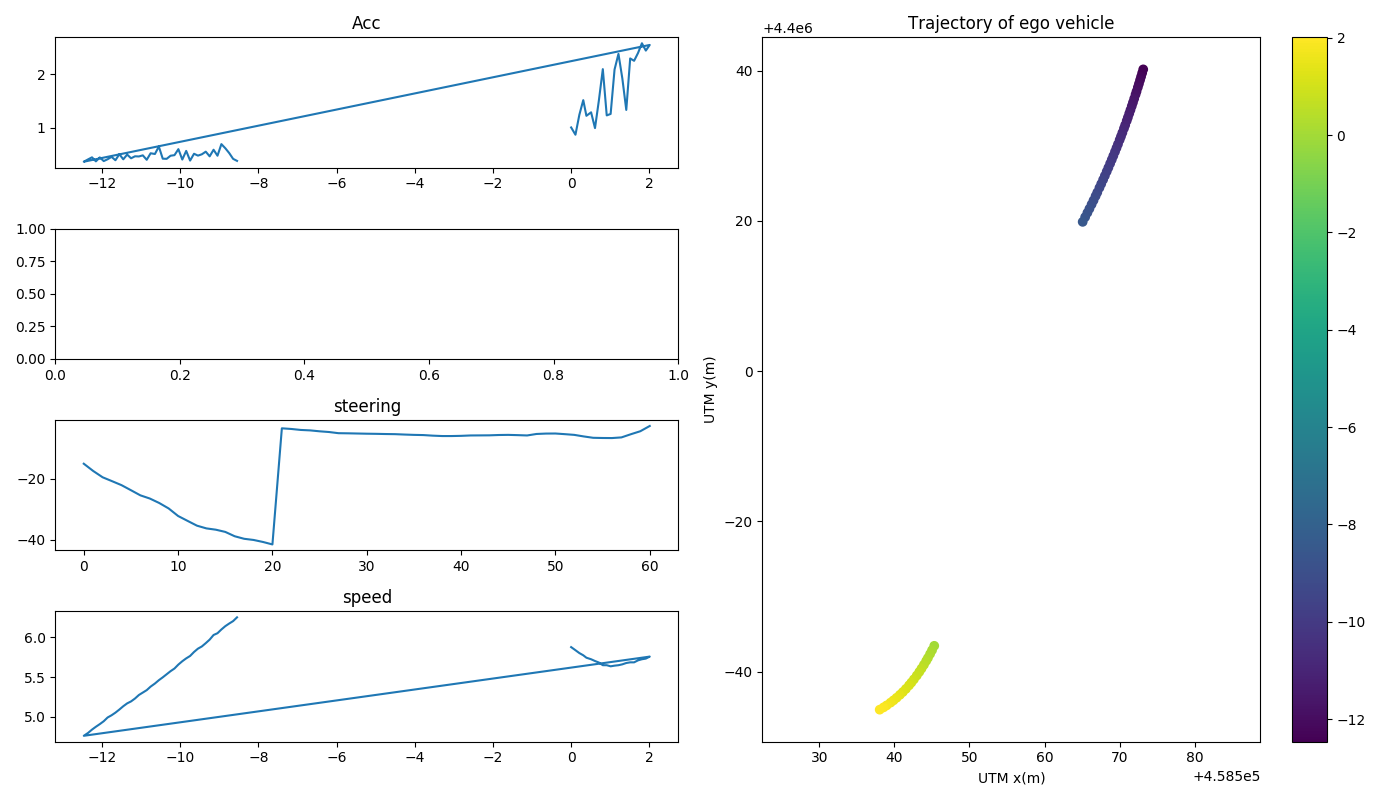 Acc
2
1
−12 −10 −8 −6 −4 −2 0 2
1.00
0.75
0.50
0.25
0.00
0.0 0.2 0.4 0.6 0.8 1.0
steering
−20
−40
0 10 20 30 40 50 60
speed
6.0
5.5
5.0
−12 −10 −8 −6 −4 −2 0 2
Trajectory of ego vehicle
+4.4e6
40
20
0
−20
−40
UTM y(m)
30 40 50 60 70 80
UTM x(m)
+4.585e5
2
0
−2
−4
−6
−8
−10
−12